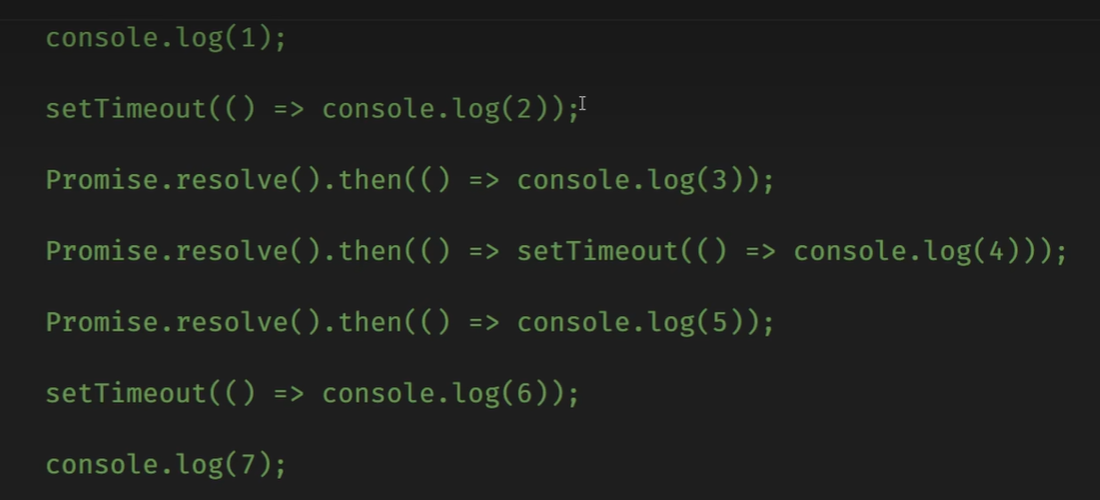 console.log(1);
setTimeout(() => console.log(2));
Promise.resolve().then(() => console.log(3));
Promise.resolve().then(() => setTimeout(() => console.log(4)));
Promise.resolve().then(() => console.log(5));
setTimeout(() => console.log(6));
console.log(7);